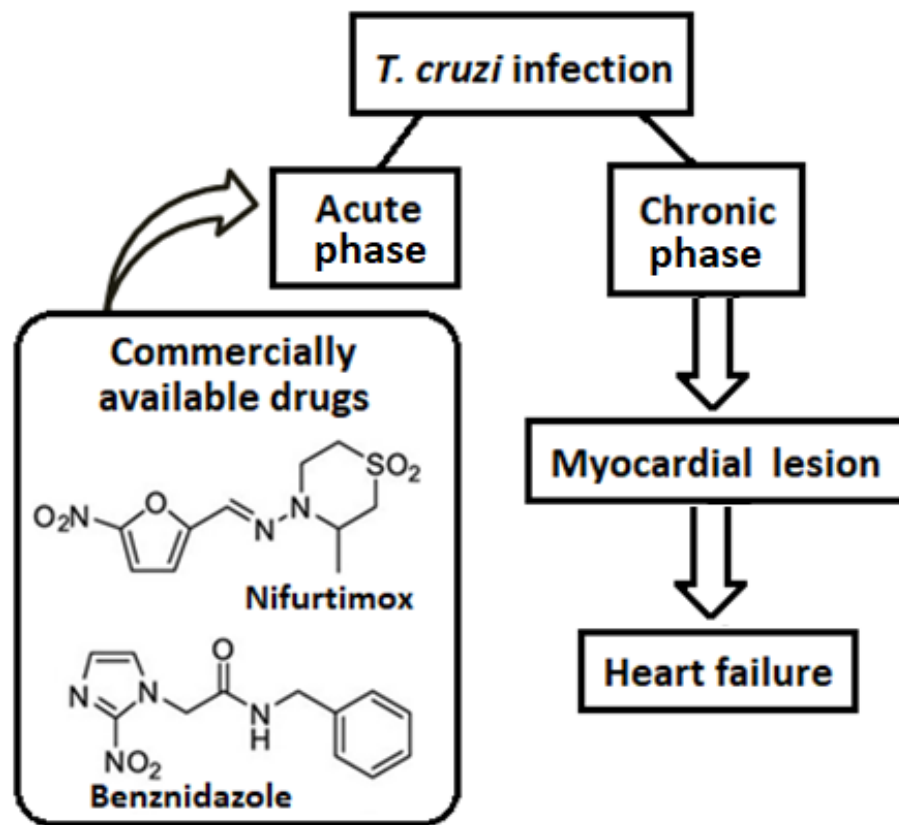 T. cruzi infection
Acute
phase
Chronic
phase
Commercially
available drugs
O₂N
O
N
N
SO₂
Nifurtimox
N
N
NO₂
O
N
H
Benznidazole
Myocardial lesion
Heart failure